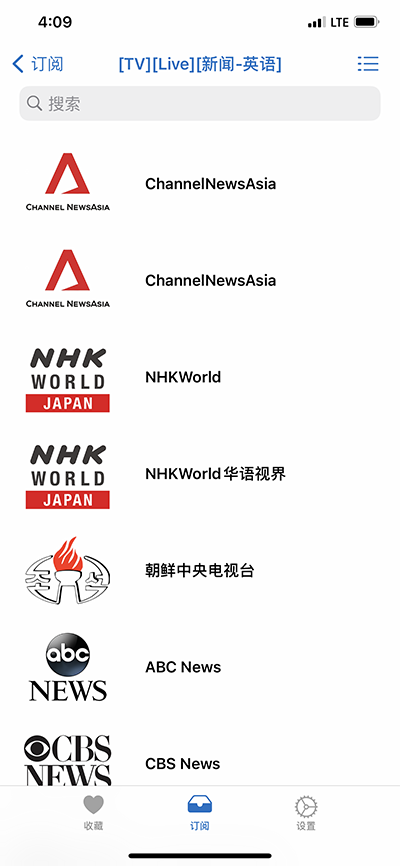 4:09
LTE
订阅
[TV][Live][新闻-英语]
搜索
CHANNEL NEWSASIA
ChannelNewsAsia
CHANNEL NEWSASIA
ChannelNewsAsia
NHK
WORLD
JAPAN
NHKWorld
NHK
WORLD
JAPAN
NHKWorld华语视界
조선
朝鲜中央电视台
abc
NEWS
ABC News
CBS
NEWS
CBS News
收藏
订阅
设置